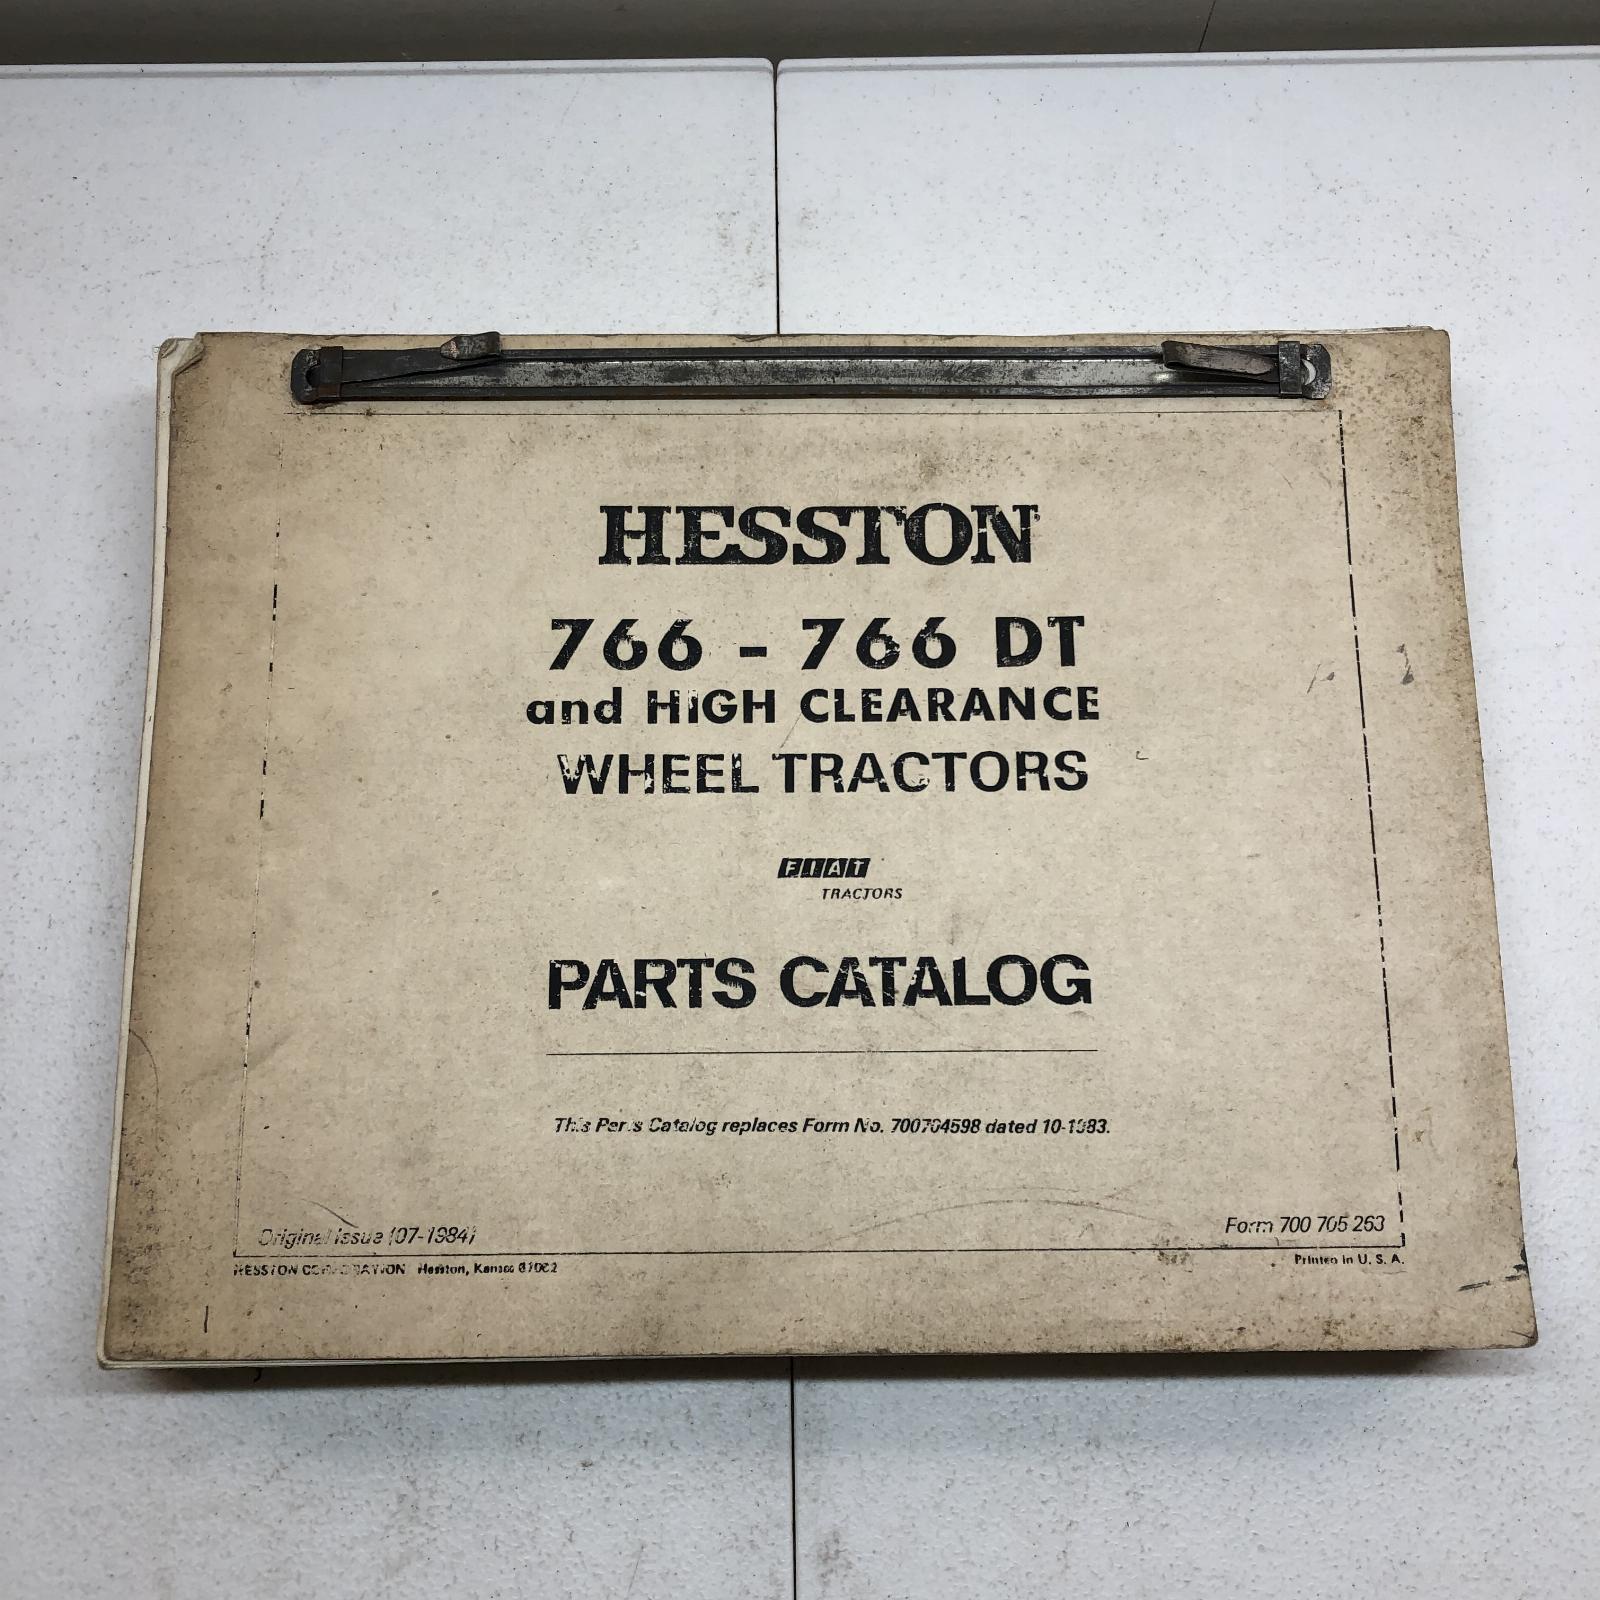 HESSTON
766 - 766 DT
and HIGH CLEARANCE
WHEEL TRACTORS
FIAT
TRACTORS
PARTS CATALOG
This Parts Catalog replaces Form No. 700704598 dated 10-1983.
Original Issue (07-1984)
Form 700 705 263
HESSTON CORPORATION Hesston, Kansas
Printed in U. S. A.